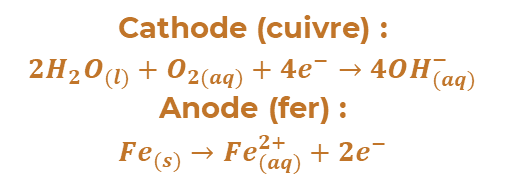 Cathode (cuivre) :
2H₂O₍ₗ₎ + O₂₍ₐq₎ + 4e⁻ → 4OH⁻₍ₐq₎
Anode (fer) :
Fe₍ₛ₎ → Fe²⁺₍ₐq₎ + 2e⁻